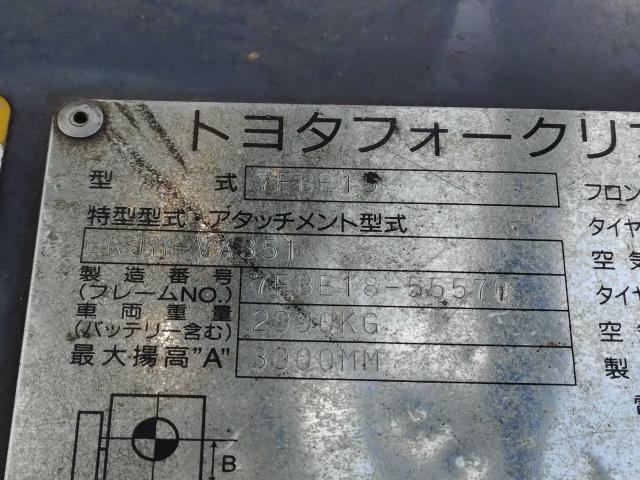 トヨタフォークリフ
型 式 7FBE15
特型型式・アタッチメント型式
製造番号 7FBE18-55570
(フレームNO.)
車両重量 2990KG
(バッテリー含む)
最大揚高"A" 3000MM
フロン
タイヤ
空気
タイヤ
空気
製
B